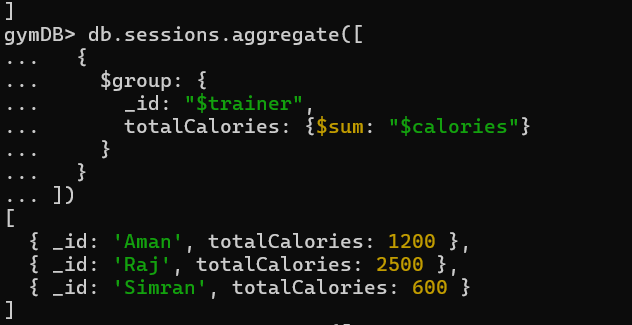 ]
gymDB> db.sessions.aggregate([
...   {
...     $group: {
...       _id: "$trainer",
...       totalCalories: {$sum: "$calories"}
...     }
...   }
... ])
[
  { _id: 'Aman', totalCalories: 1200 },
  { _id: 'Raj', totalCalories: 2500 },
  { _id: 'Simran', totalCalories: 600 }
]